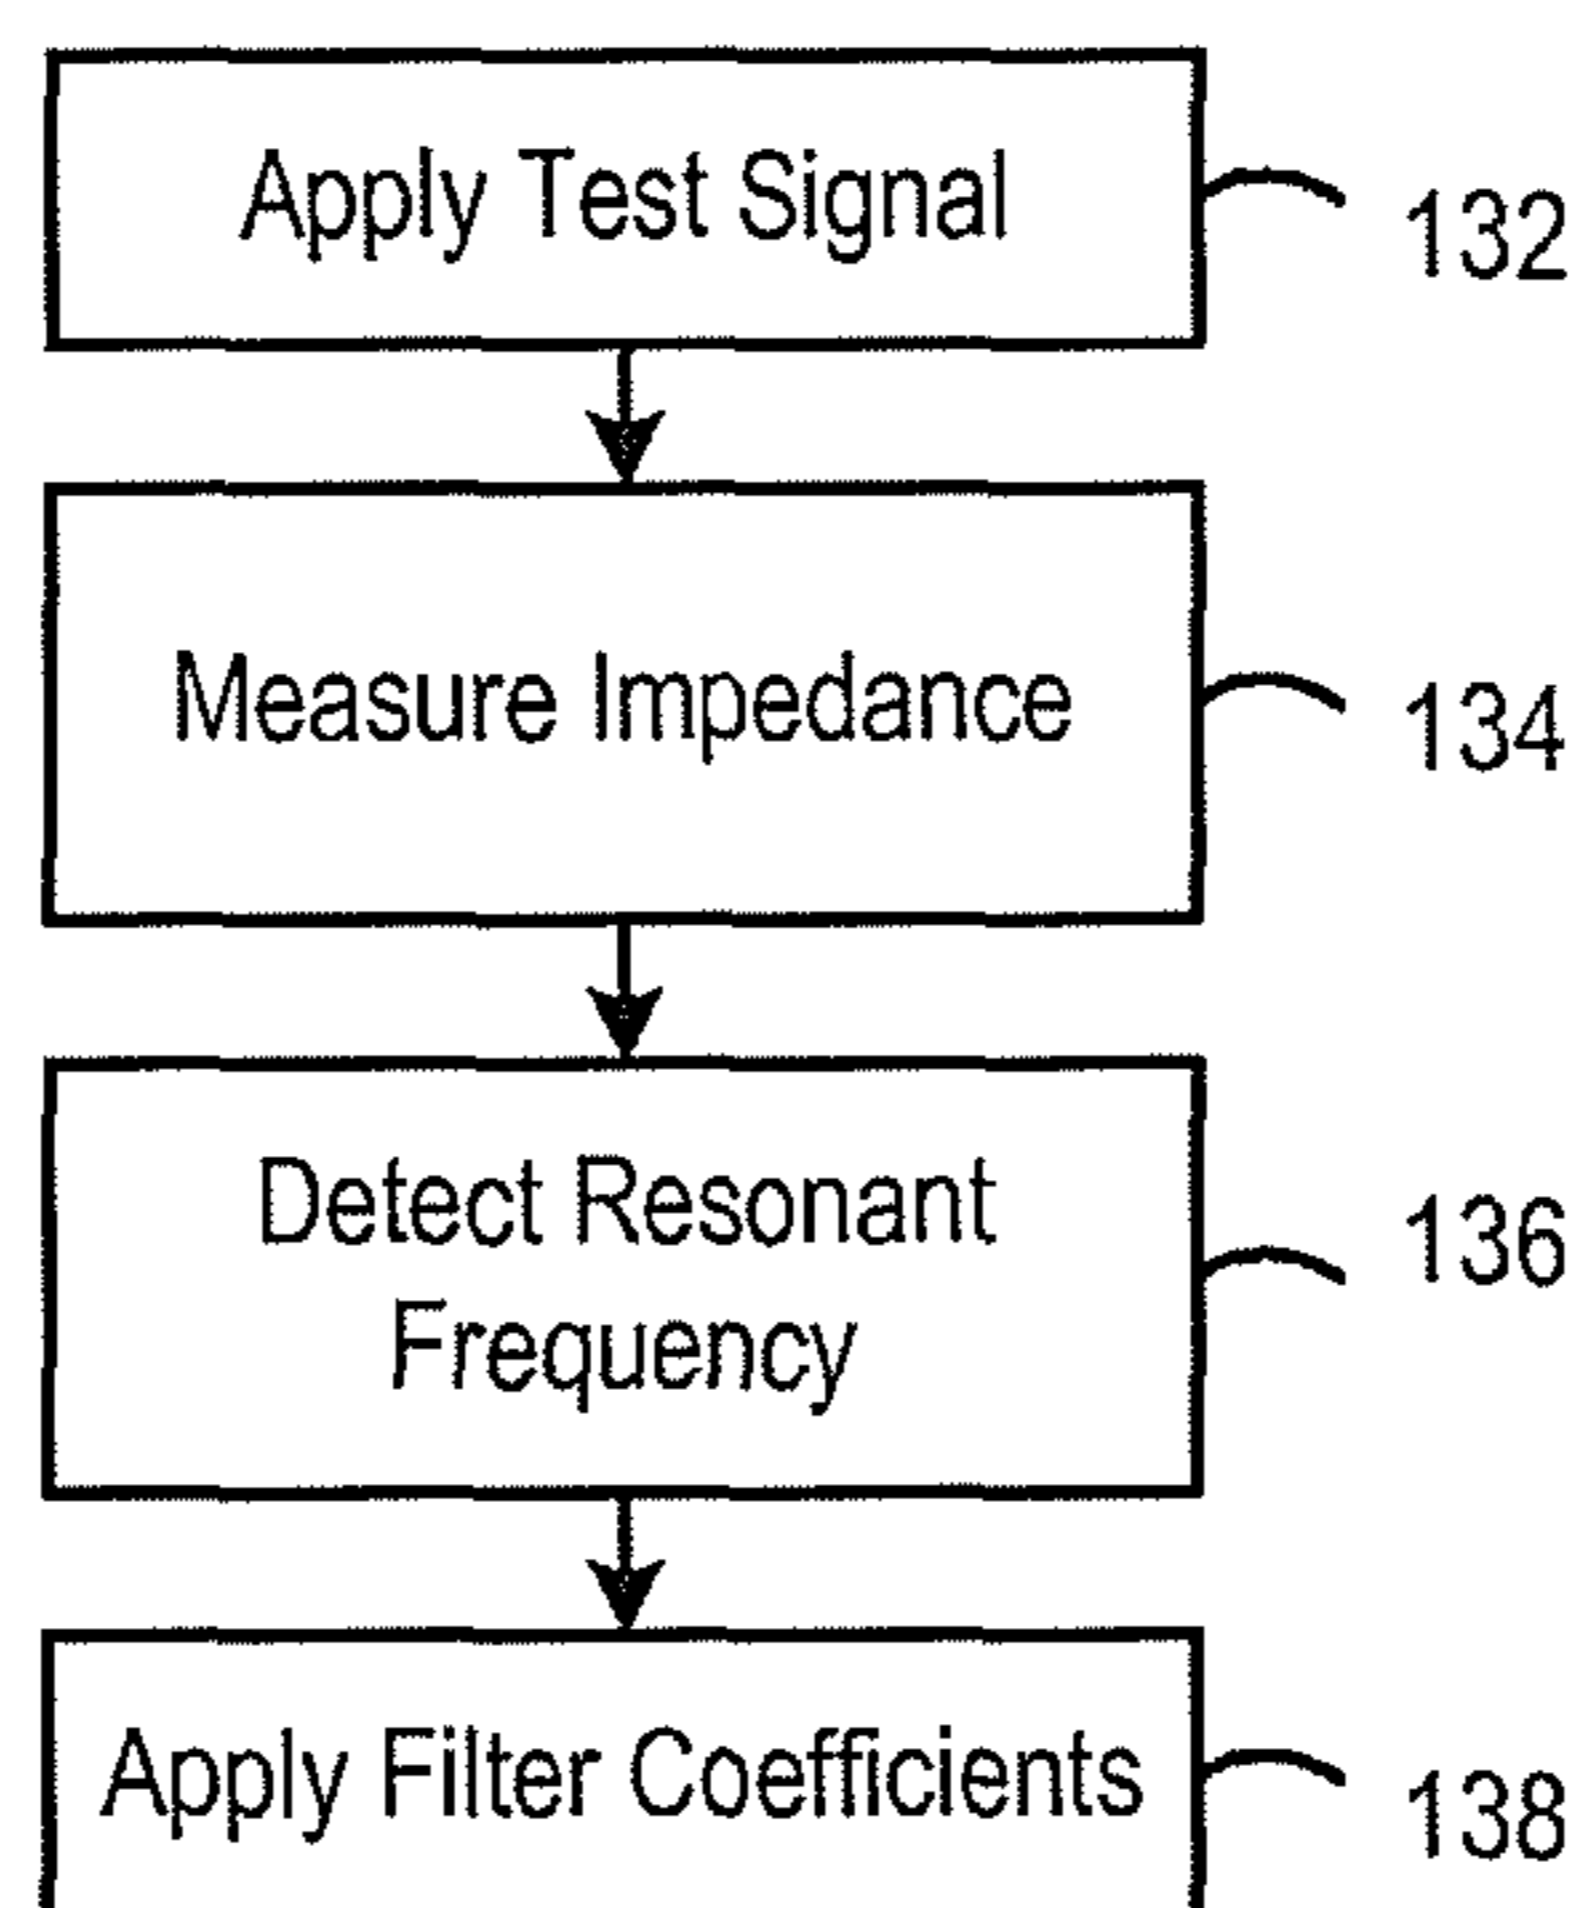 Apply Test Signal
132
Measure Impedance
134
Detect Resonant
Frequency
136
Apply Filter Coefficients
138